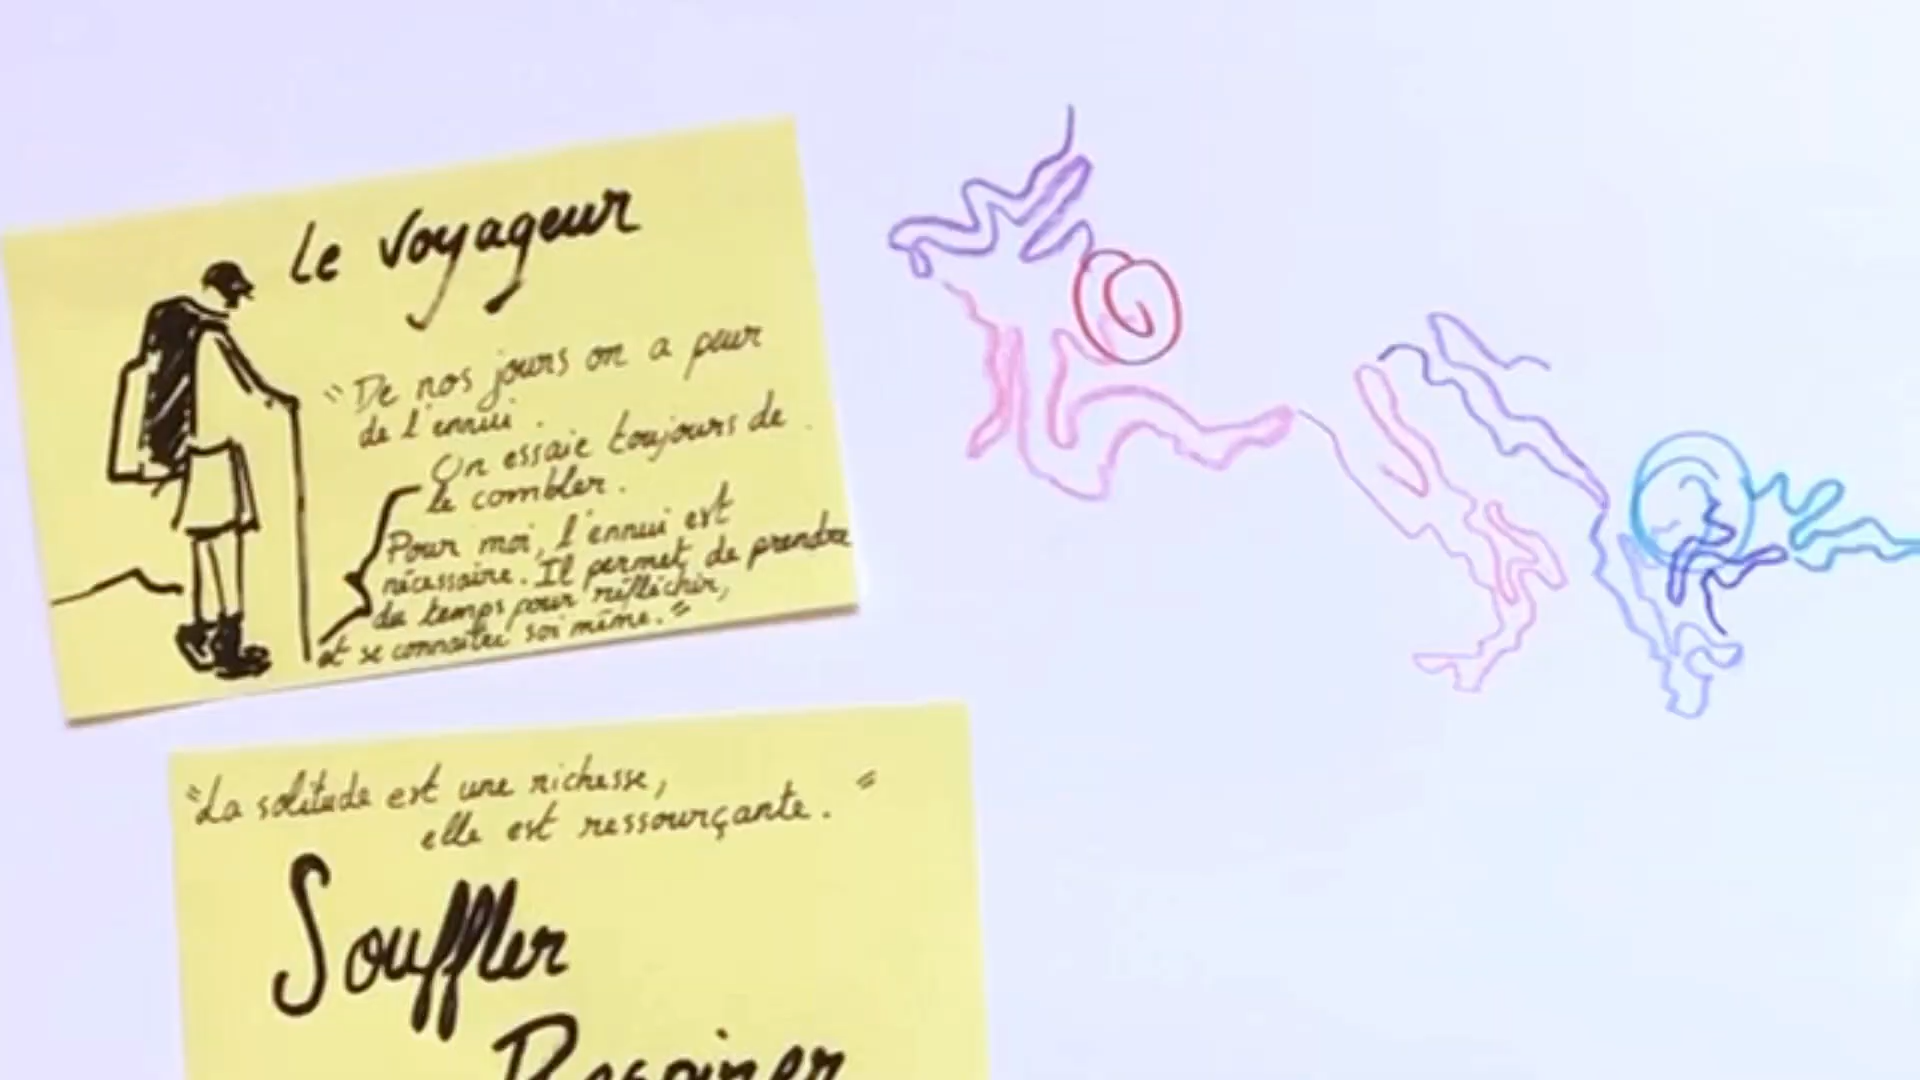 Le Voyageur
"De nos jours on a peur
de l'ennui.
On essaie toujours de
le combler.
Pour moi, l'ennui est
nécessaire. Il permet de prendre
du temps pour réfléchir,
et se connaitre soi même."
"La solitude est une richesse,
elle est ressourçante."
Souffler
Respirer